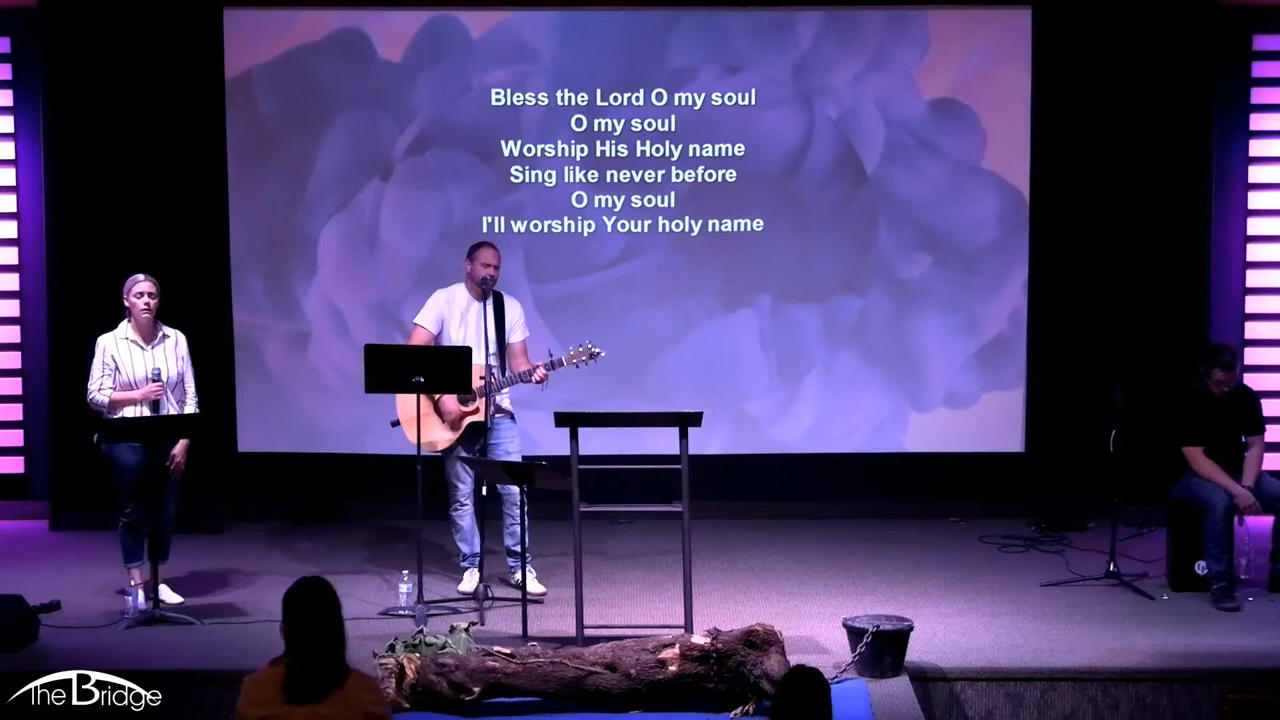 Bless the Lord O my soul
O my soul
Worship His Holy name
Sing like never before
O my soul
I'll worship Your holy name
The Bridge